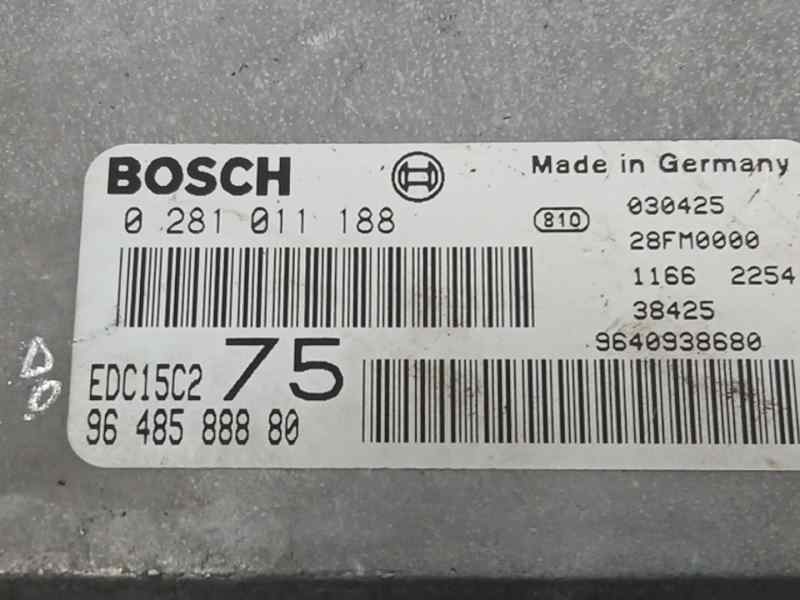 BOSCH
Made in Germany
0 281 011 188
810
030425
28FM0000
1166 2254
38425
9640938680
EDC15C2 75
96 485 888 80
D